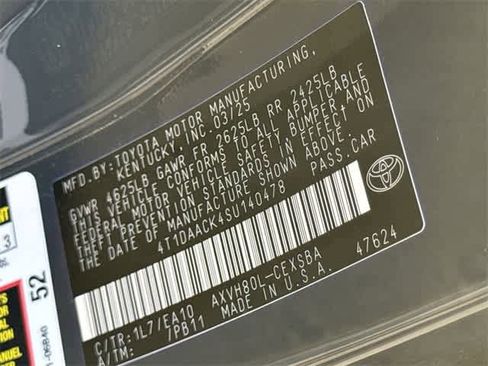 MFD.BY:TOYOTA MOTOR MANUFACTURING,
KENTUCKY,INC.03/25
GVWR 4625LB GAWR FR 2625LB RR 2425LB
THIS VEHICLE CONFORMS TO ALL APPLICABLE
FEDERAL MOTOR VEHICLE SAFETY BUMPER,AND
THEFT PREVENTION STANDARDS IN EFFECT ON
THE DATE OF MANUFACTURE SHOWN ABOVE.
4T1DAACK4SU140478 PASS.CAR
C/TR:1L7/EA10 AXVH80L-CEXSBA
A/TM: /PB11 MADE IN U.S.A.
47624
52